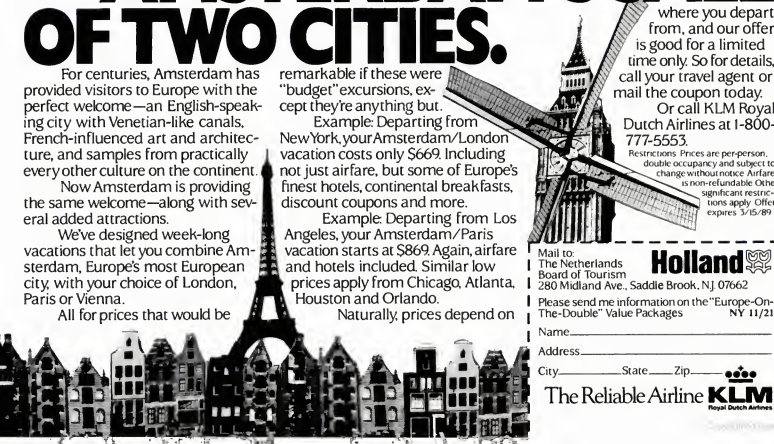 OF TWO CITIES.
For centuries, Amsterdam has
provided visitors to Europe with the
perfect welcome—an English-speak-
ing city with Venetian-like canals,
French-influenced art and architec-
ture, and samples from practically
every other culture on the continent.
Now Amsterdam is providing
the same welcome—along with sev-
eral added attractions.
We've designed week-long
vacations that let you combine Am-
sterdam, Europe's most European
city, with your choice of London,
Paris or Vienna.
All for prices that would be
remarkable if these were
"budget" excursions, ex-
cept they're anything but.
Example: Departing from
New York, your Amsterdam/London
vacation costs only $669. Including
not just airfare, but some of Europe's
finest hotels, continental breakfasts,
discount coupons and more.
Example: Departing from Los
Angeles, your Amsterdam/Paris
vacation starts at $869. Again, airfare
and hotels included. Similar low
prices apply from Chicago, Atlanta,
Houston and Orlando.
Naturally, prices depend on
where you depart
from, and our offer
is good for a limited
time only. So for details,
call your travel agent or
mail the coupon today.
Or call KLM Royal
Dutch Airlines at 1-800-
777-5553.
Restrictions Prices are per-person,
double occupancy and subject to
change without notice Airfare
is non-refundable Othe
significant restric-
tions apply Offer
expires 3/15/89
Mail to:
The Netherlands
Board of Tourism
Holland
280 Midland Ave., Saddle Brook, N.J. 07662
Please send me information on the "Europe-On-
The-Double" Value Packages NY 11/21
Name
Address
City State Zip
The Reliable Airline KLM
Royal Dutch Airlines